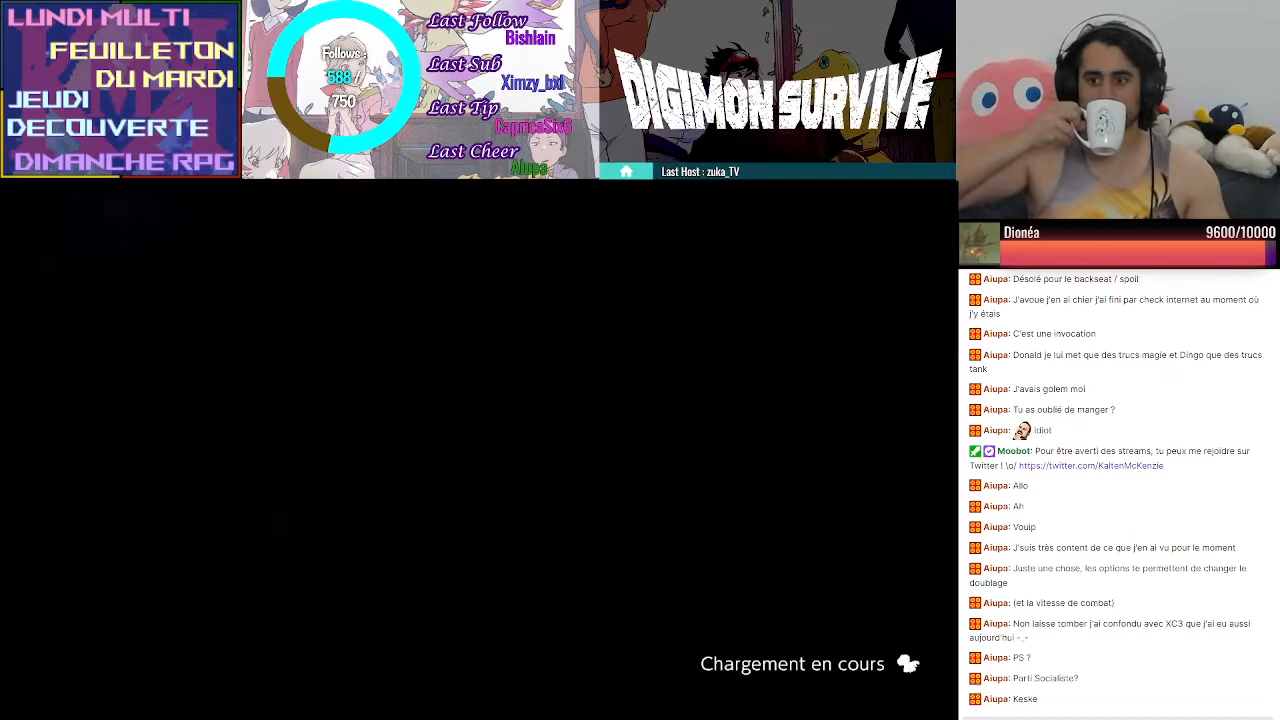 LUNDI MULTI
FEUILLETON
DU MARDI
JEUDI
DECOUVERTE
DIMANCHE RPG
Follows :
588 /
750
Last Follow
Bishlain
Last Sub
Ximzy_bxl
Last Tip
CapricaSix6
Last Cheer
Aiupa
DIGIMON SURVIVE
Last Host : zuka_TV
Dionéa
9600/10000
Aiupa: Désolé pour le backseat / spoil
Aiupa: J'avoue j'en ai chier j'ai fini par check internet au moment où
j'y étais
Aiupa: C'est une invocation
Aiupa: Donald je lui met que des trucs magie et Dingo que des trucs
tank
Aiupa: J'avais golem moi
Aiupa: Tu as oublié de manger ?
Aiupa: idiot
Moobot: Pour être averti des streams, tu peux me rejoindre sur
Twitter ! \o/ https://twitter.com/KaltenMcKenzie
Aiupa: Allo
Aiupa: Ah
Aiupa: Vouip
Aiupa: J'suis très content de ce que j'en ai vu pour le moment
Aiupa: Juste une chose, les options te permettent de changer le
doublage
Aiupa: (et la vitesse de combat)
Aiupa: Non laisse tomber j'ai confondu avec XC3 que j'ai eu aussi
aujourd'hui -_-
Aiupa: PS ?
Aiupa: Parti Socialiste?
Aiupa: Keske
Chargement en cours